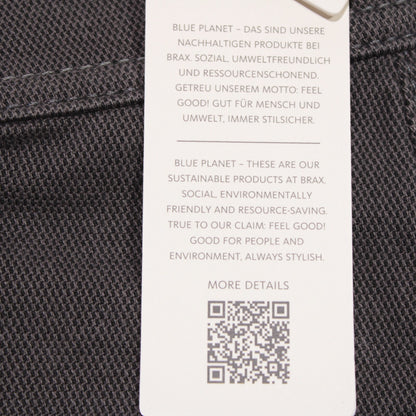 BLUE PLANET – DAS SIND UNSERE
NACHHALTIGEN PRODUKTE BEI
BRAX. SOZIAL, UMWELTFREUNDLICH
UND RESSOURCENSCHONEND.
GETREU UNSEREM MOTTO: FEEL
GOOD! GUT FÜR MENSCH UND
UMWELT, IMMER STILSICHER.
BLUE PLANET – THESE ARE OUR
SUSTAINABLE PRODUCTS AT BRAX.
SOCIAL, ENVIRONMENTALLY
FRIENDLY AND RESOURCE-SAVING.
TRUE TO OUR CLAIM: FEEL GOOD!
GOOD FOR PEOPLE AND
ENVIRONMENT, ALWAYS STYLISH.
MORE DETAILS